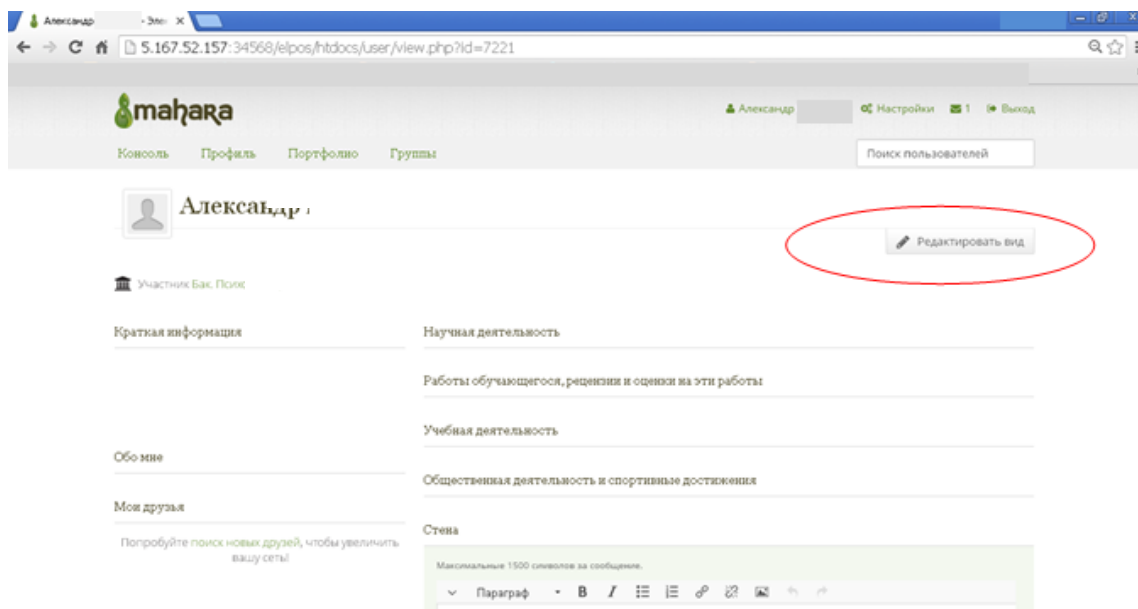 Александр - Эле
5.167.52.157:34568/elpos/htdocs/user/view.php?id=7221
mahara
Александр Настройки 1 Выход
Консоль Профиль Портфолио Группы
Поиск пользователей
Александр
Редактировать вид
Участник Бак. Псих
Краткая информация
Научная деятельность
Работы обучающегося, рецензии и оценки на эти работы
Учебная деятельность
Обо мне
Общественная деятельность и спортивные достижения
Мои друзья
Стена
Попробуйте поиск новых друзей, чтобы увеличить
вашу сеть!
Максимальные 1500 символов за сообщение.
Параграф B I